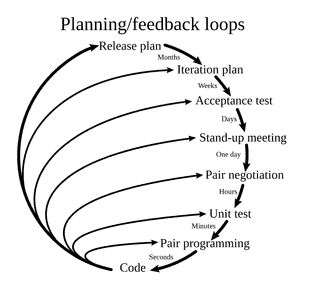 Planning/feedback loops
Release plan
Months
Iteration plan
Weeks
Acceptance test
Days
Stand-up meeting
One day
Pair negotiation
Hours
Unit test
Minutes
Pair programming
Seconds
Code